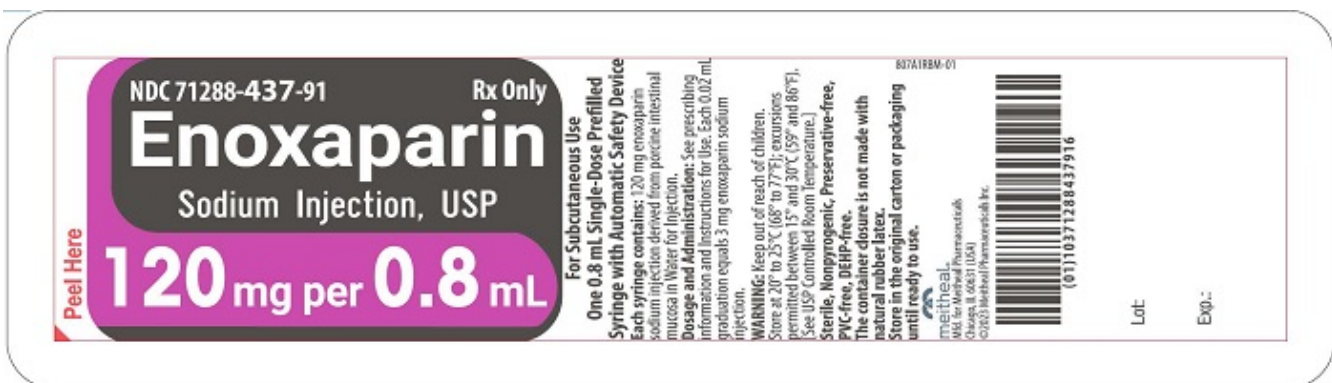 Peel Here
NDC 71288-437-91 Rx Only
Enoxaparin
Sodium Injection, USP
120 mg per 0.8 mL
For Subcutaneous Use
One 0.8 mL Single-Dose Prefilled
Syringe with Automatic Safety Device
Each syringe contains: 120 mg enoxaparin
sodium injection derived from porcine intestinal
mucosa in Water for Injection.
Dosage and Administration: See prescribing
information and Instructions for Use. Each 0.02 mL
graduation equals 3 mg enoxaparin sodium
injection.
WARNING: Keep out of reach of children.
Store at 20° to 25°C (68° to 77°F); excursions
permitted between 15° and 30°C (59° and 86°F).
[See USP Controlled Room Temperature.]
Sterile, Nonpyrogenic, Preservative-free,
PVC-free, DEHP-free.
The container closure is not made with
natural rubber latex.
Store in the original carton or packaging
until ready to use.
meitheal
Mfd. for Meitheal Pharmaceuticals
Chicago, IL 60631 (USA)
©2023 Meitheal Pharmaceuticals Inc.
807A1RBM-01
(01)10371288437916
Lot:
Exp.: